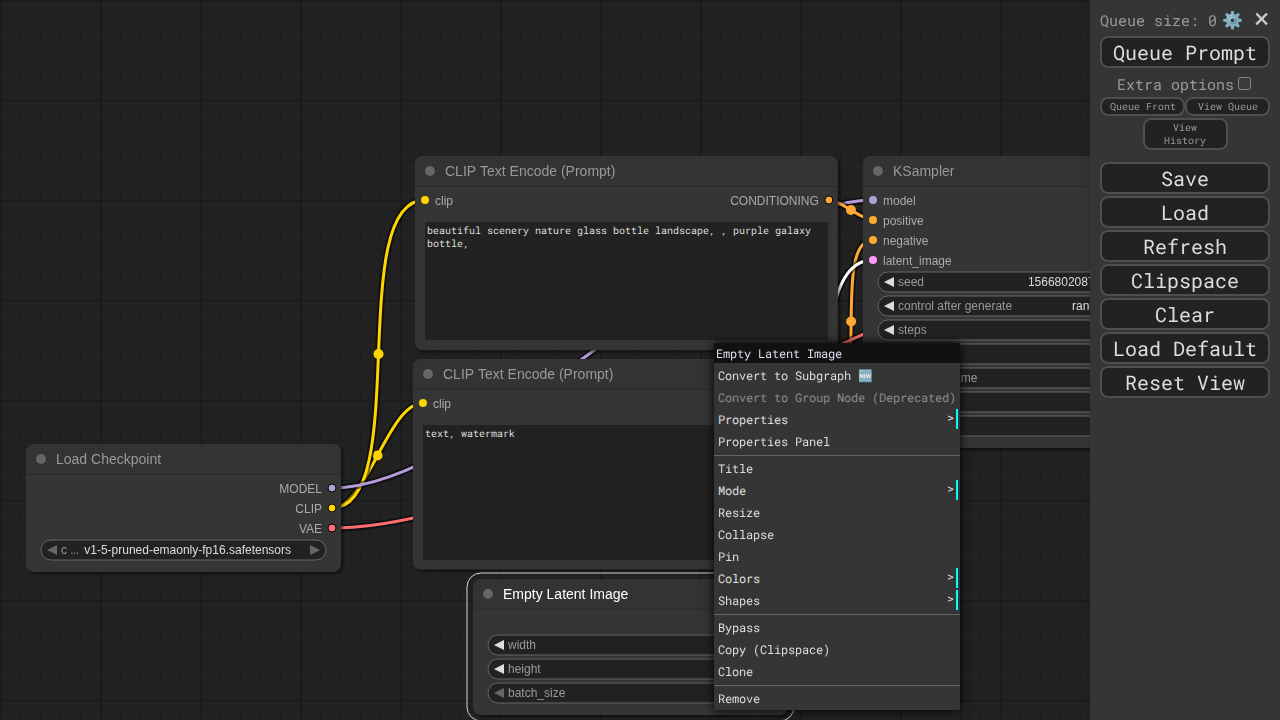 Queue size: 0
Queue Prompt
Extra options
Queue Front
View Queue
View
History
Save
Load
Refresh
Clipspace
Clear
Load Default
Reset View
CLIP Text Encode (Prompt)
clip
CONDITIONING
beautiful scenery nature glass bottle landscape, , purple galaxy
bottle,
KSampler
model
positive
negative
latent_image
seed 1566802087
control after generate ran
steps
me
CLIP Text Encode (Prompt)
clip
text, watermark
Load Checkpoint
MODEL
CLIP
VAE
c ... v1-5-pruned-emaonly-fp16.safetensors
Empty Latent Image
width
height
batch_size
Empty Latent Image
Convert to Subgraph 🆕
Convert to Group Node (Deprecated)
Properties >
Properties Panel
Title
Mode >
Resize
Collapse
Pin
Colors >
Shapes >
Bypass
Copy (Clipspace)
Clone
Remove